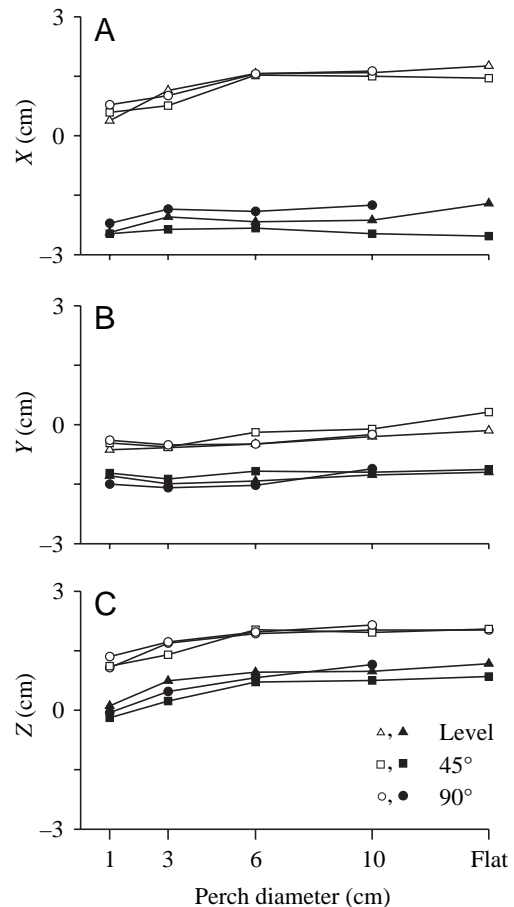 A
3
0
–3
X (cm)
B
3
0
–3
Y (cm)
C
3
0
–3
Z (cm)
, Level
, 45°
, 90°
1 3 6 10 Flat
Perch diameter (cm)